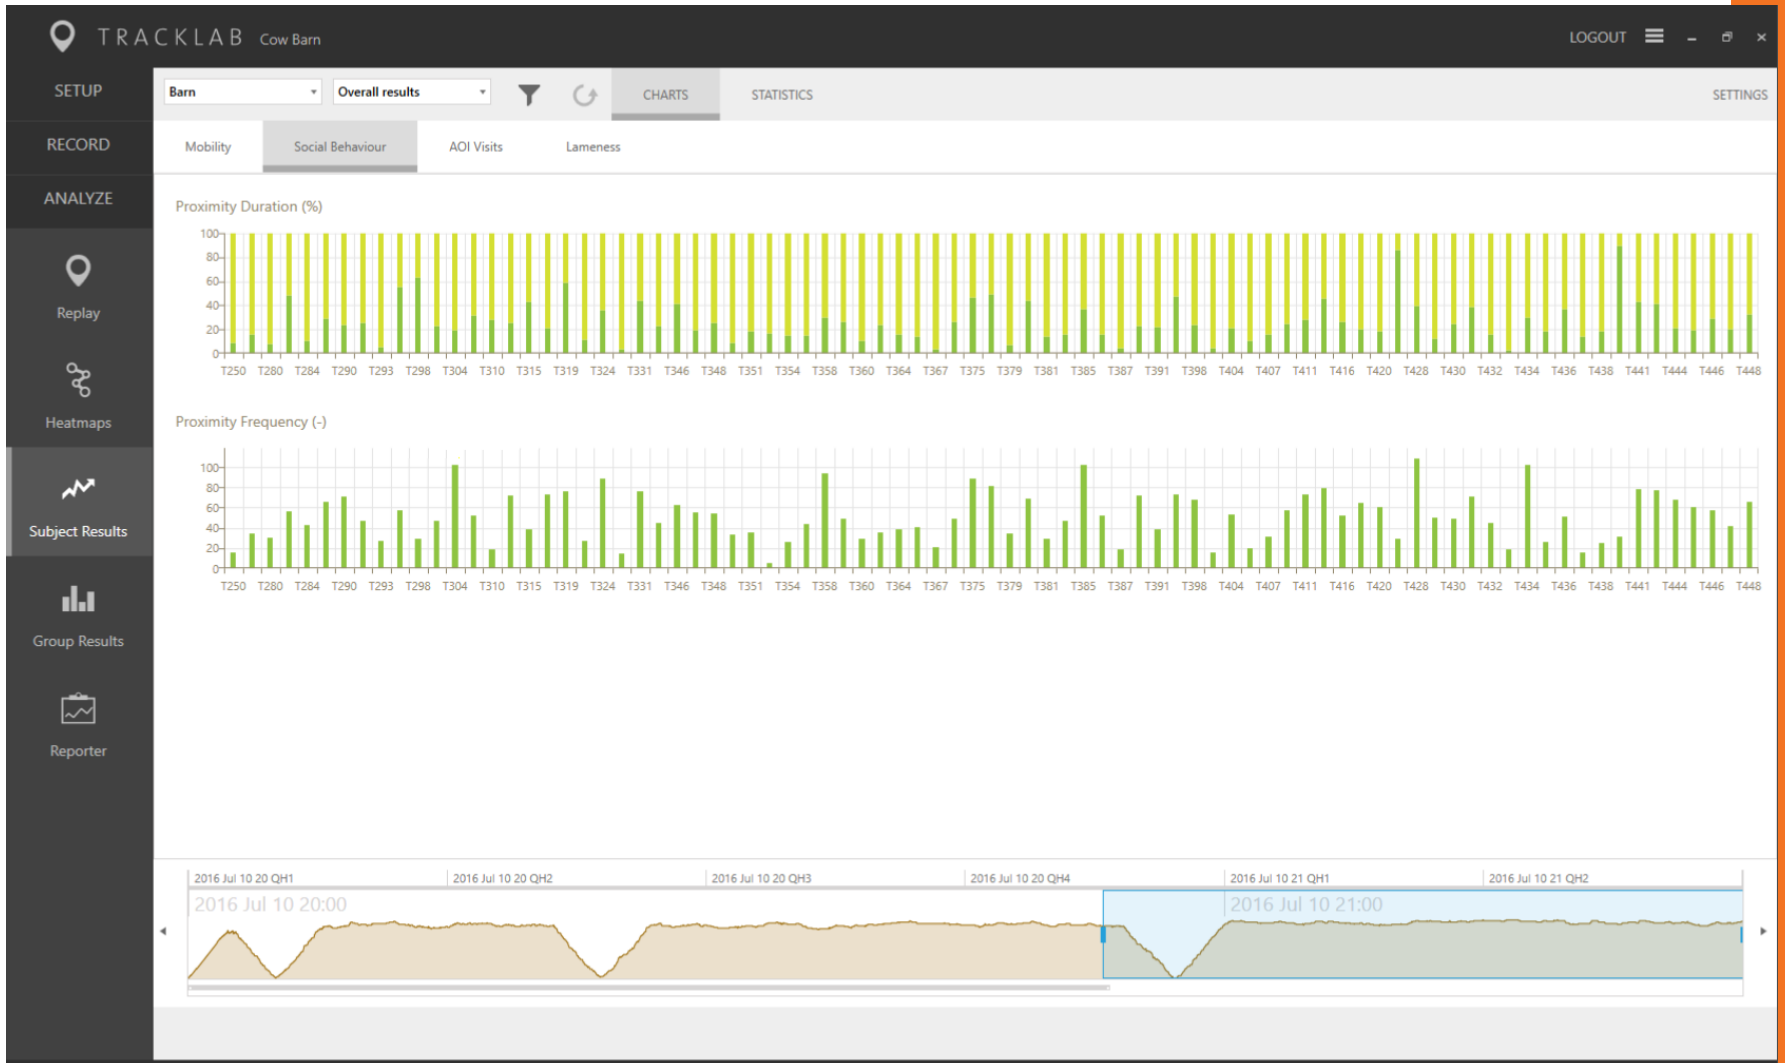 TRACKLAB Cow Barn
LOGOUT
SETUP
RECORD
ANALYZE
Replay
Heatmaps
Subject Results
Group Results
Reporter
Barn
Overall results
CHARTS
STATISTICS
SETTINGS
Mobility
Social Behaviour
AOI Visits
Lameness
Proximity Duration (%)
100
80
60
40
20
0
T250 T280 T284 T290 T293 T298 T304 T310 T315 T319 T324 T331 T346 T348 T351 T354 T358 T360 T364 T367 T375 T379 T381 T385 T387 T391 T398 T404 T407 T411 T416 T420 T428 T430 T432 T434 T436 T438 T441 T444 T446 T448
Proximity Frequency (-)
100
80
60
40
20
0
T250 T280 T284 T290 T293 T298 T304 T310 T315 T319 T324 T331 T346 T348 T351 T354 T358 T360 T364 T367 T375 T379 T381 T385 T387 T391 T398 T404 T407 T411 T416 T420 T428 T430 T432 T434 T436 T438 T441 T444 T446 T448
2016 Jul 10 20 QH1
2016 Jul 10 20 QH2
2016 Jul 10 20 QH3
2016 Jul 10 20 QH4
2016 Jul 10 21 QH1
2016 Jul 10 21 QH2
2016 Jul 10 20:00
2016 Jul 10 21:00